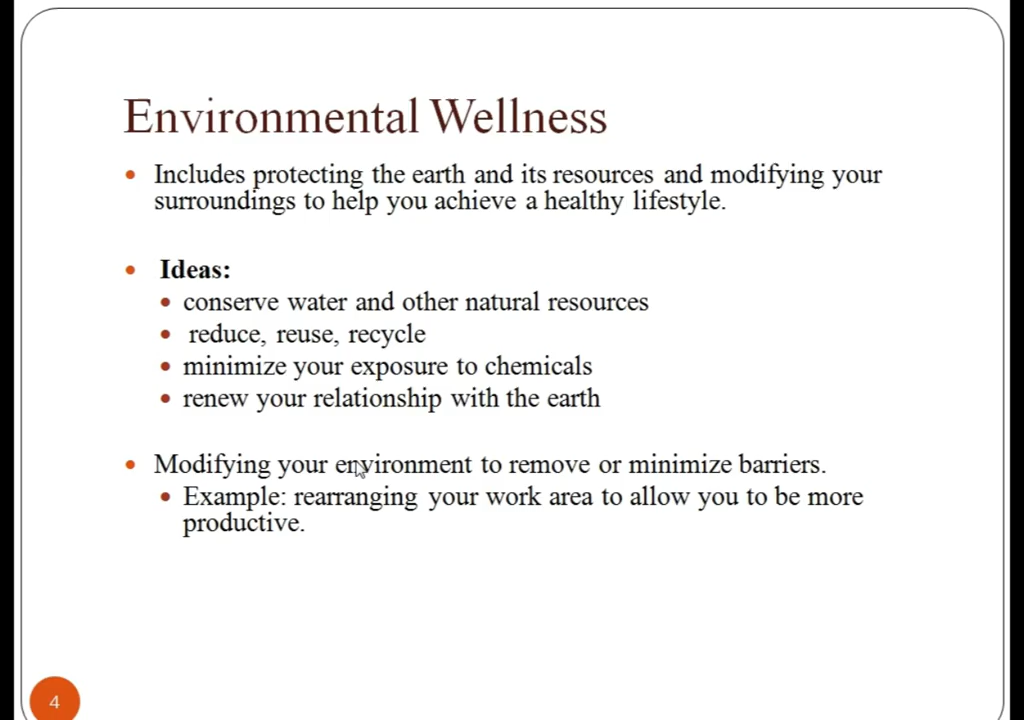 Environmental Wellness
• Includes protecting the earth and its resources and modifying your
surroundings to help you achieve a healthy lifestyle.
• Ideas:
• conserve water and other natural resources
• reduce, reuse, recycle
• minimize your exposure to chemicals
• renew your relationship with the earth
• Modifying your environment to remove or minimize barriers.
• Example: rearranging your work area to allow you to be more
productive.
4